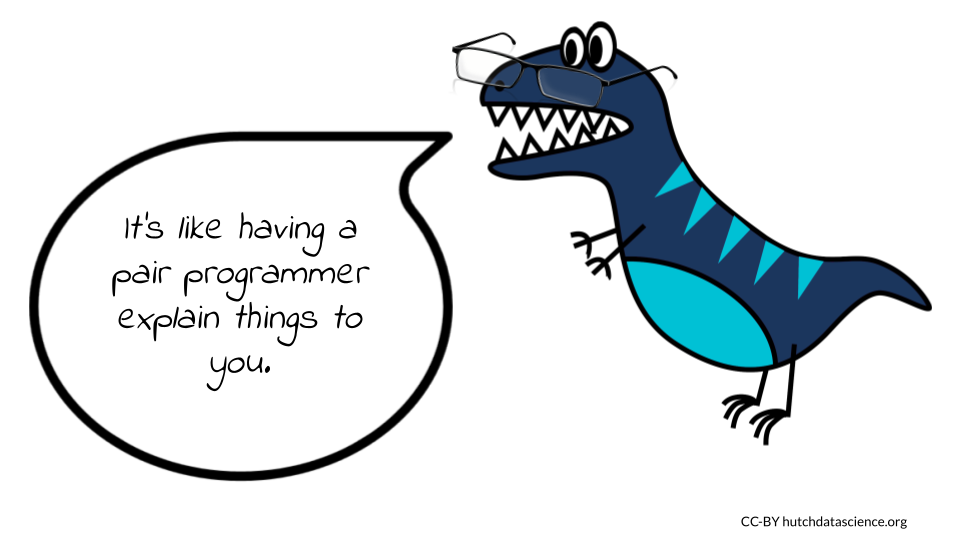 It's like having a
pair programmer
explain things to
you.
CC-BY hutchdatascience.org